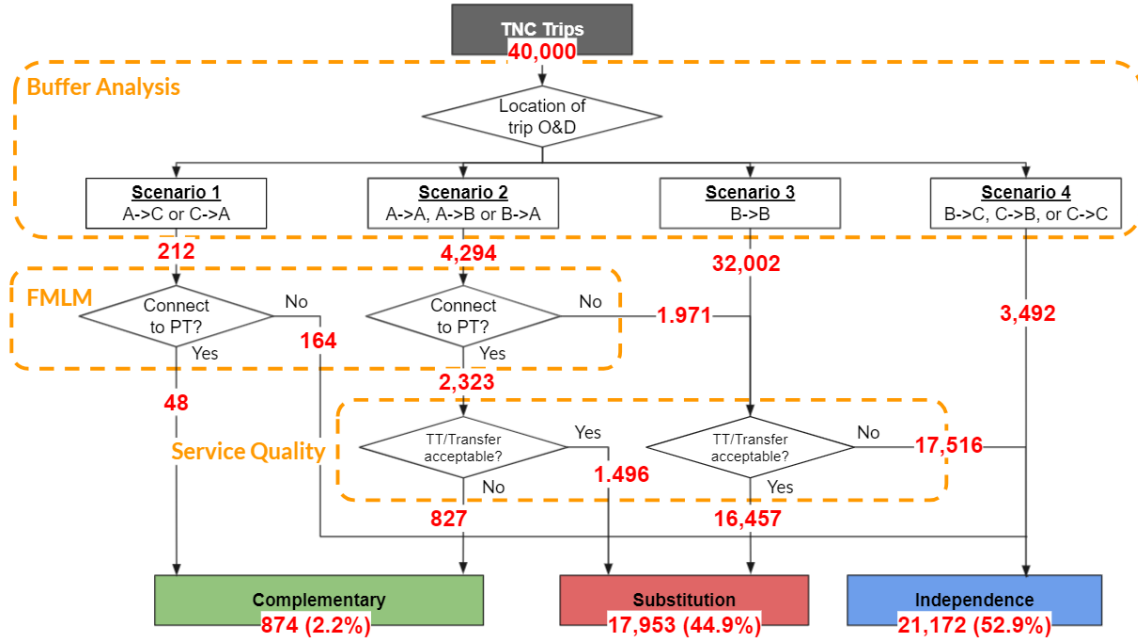 TNC Trips
40,000
Buffer Analysis
Location of
trip O&D
Scenario 1
A->C or C->A
Scenario 2
A->A, A->B or B->A
Scenario 3
B->B
Scenario 4
B->C, C->B, or C->C
212
4,294
32,002
3,492
FMLM
Connect
to PT?
No
164
Yes
48
Connect
to PT?
No
1.971
Yes
2,323
Service Quality
TT/Transfer
acceptable?
Yes
1.496
No
827
TT/Transfer
acceptable?
No
17,516
Yes
16,457
Complementary
874 (2.2%)
Substitution
17,953 (44.9%)
Independence
21,172 (52.9%)